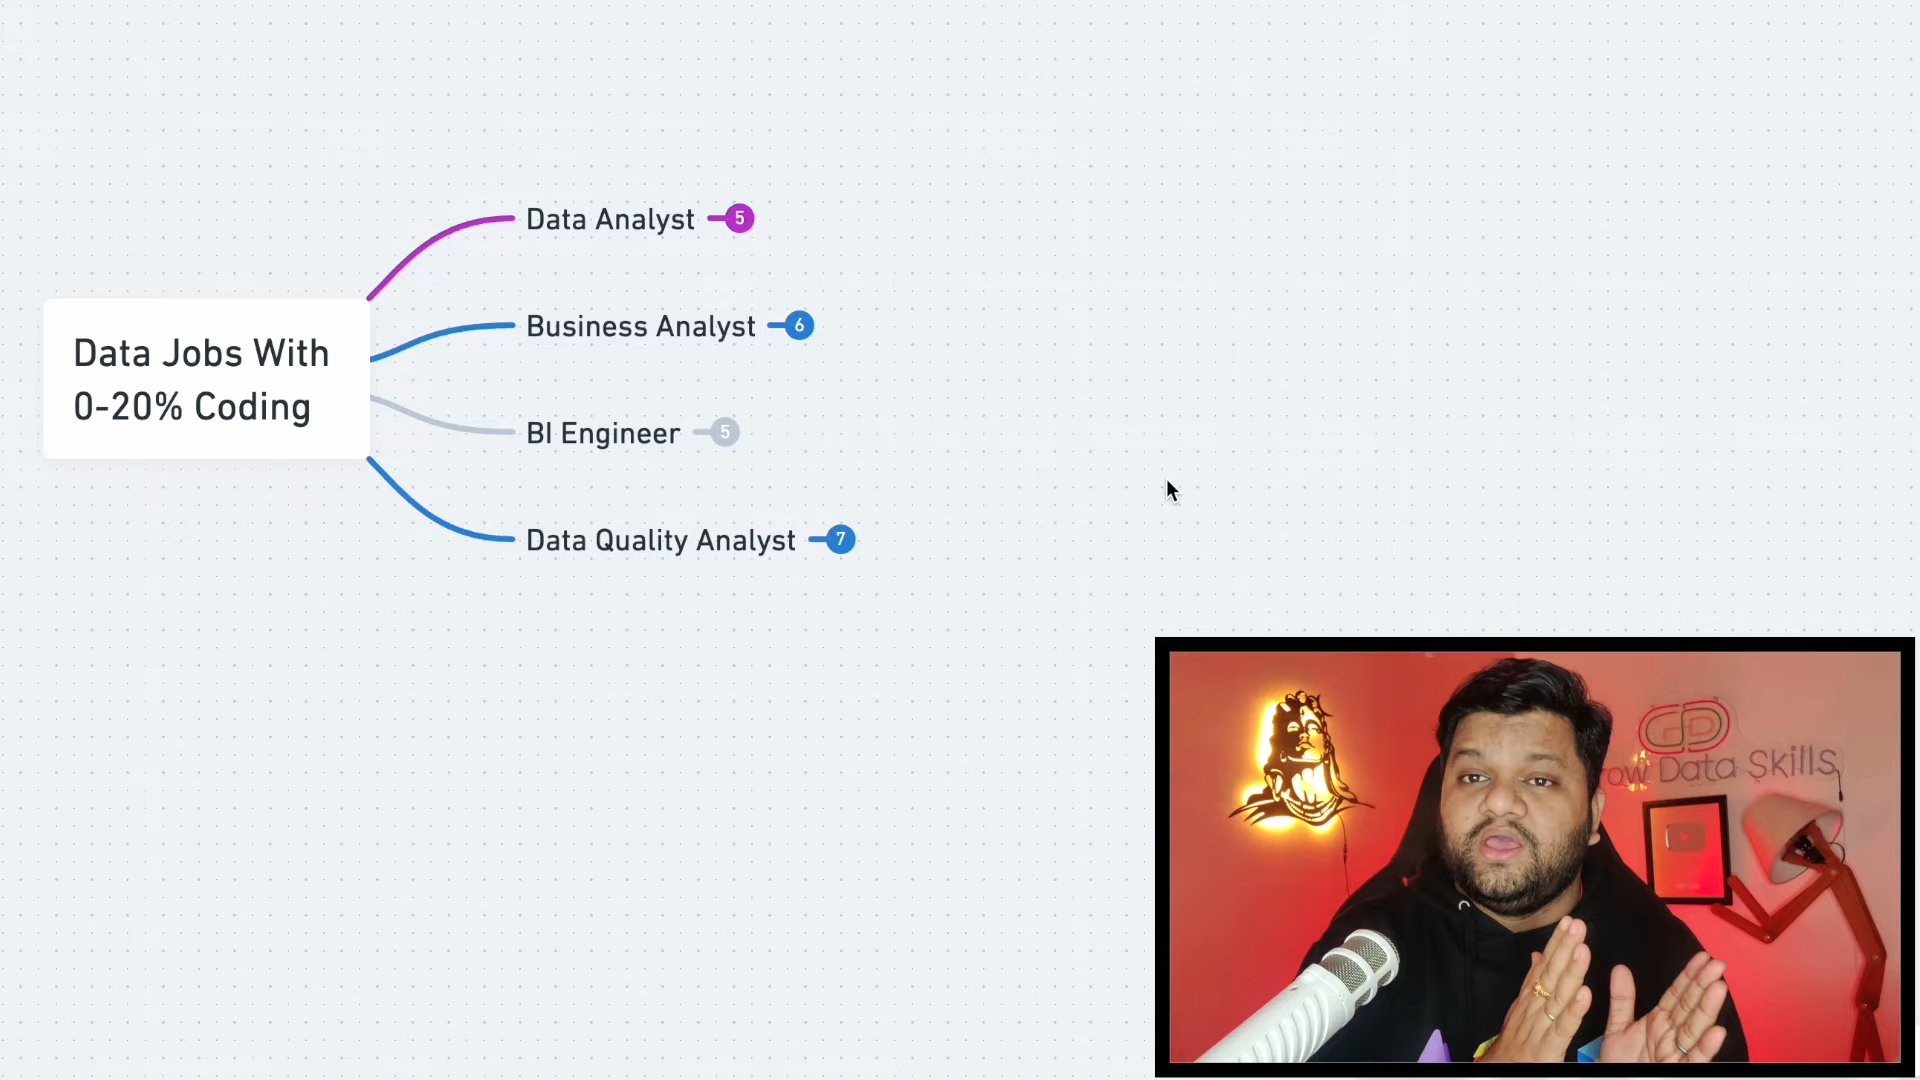 Data Jobs With
0-20% Coding
Data Analyst 5
Business Analyst 6
BI Engineer 5
Data Quality Analyst 7
Data Skills